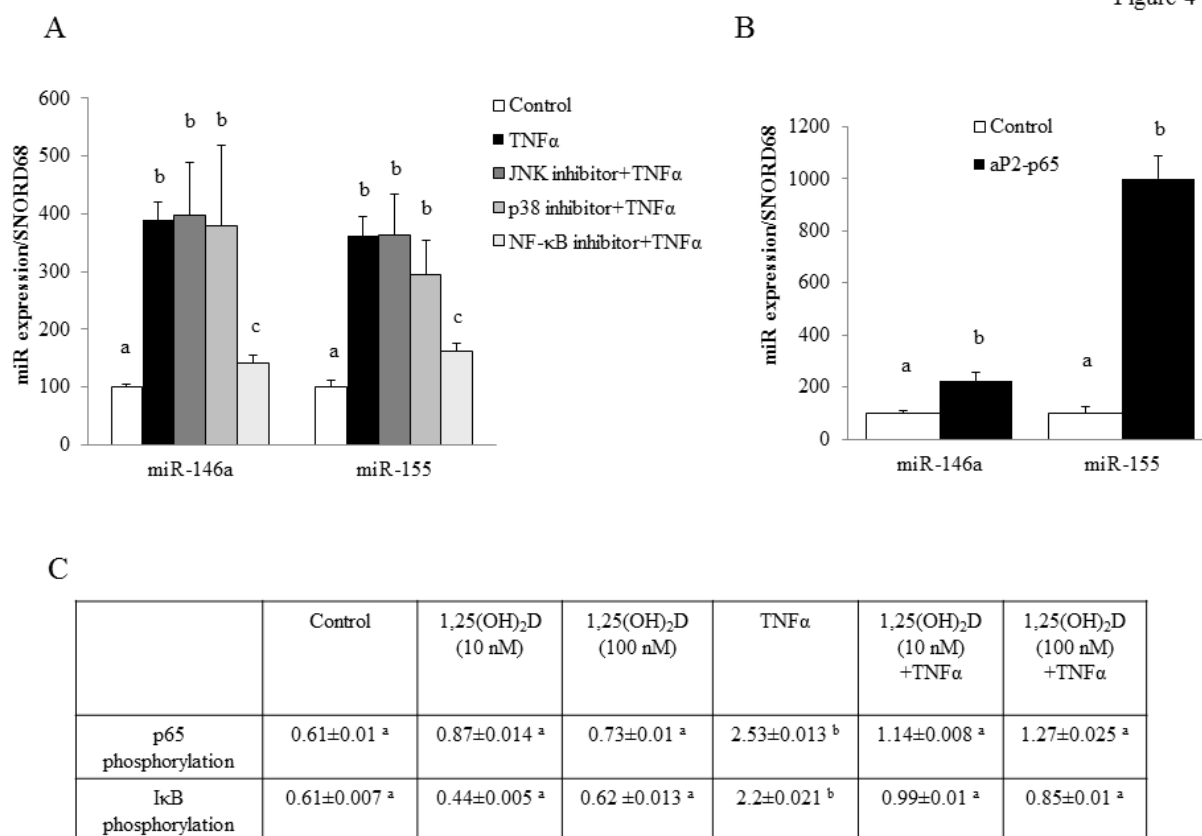 Figure 4
A
B
600
500
400
300
200
100
0
miR expression/SNORD68
a
b
b
b
c
a
b
b
b
c
miR-146a
miR-155
Control
TNFα
JNK inhibitor+TNFα
p38 inhibitor+TNFα
NF-κB inhibitor+TNFα
1200
1000
800
600
400
200
0
miR expression/SNORD68
Control
aP2-p65
a
b
a
b
miR-146a
miR-155
C
Control
1,25(OH)₂D
(10 nM)
1,25(OH)₂D
(100 nM)
TNFα
1,25(OH)₂D
(10 nM)
+TNFα
1,25(OH)₂D
(100 nM)
+TNFα
p65
phosphorylation
0.61±0.01 ᵃ
0.87±0.014 ᵃ
0.73±0.01 ᵃ
2.53±0.013 ᵇ
1.14±0.008 ᵃ
1.27±0.025 ᵃ
IκB
phosphorylation
0.61±0.007 ᵃ
0.44±0.005 ᵃ
0.62 ±0.013 ᵃ
2.2±0.021 ᵇ
0.99±0.01 ᵃ
0.85±0.01 ᵃ